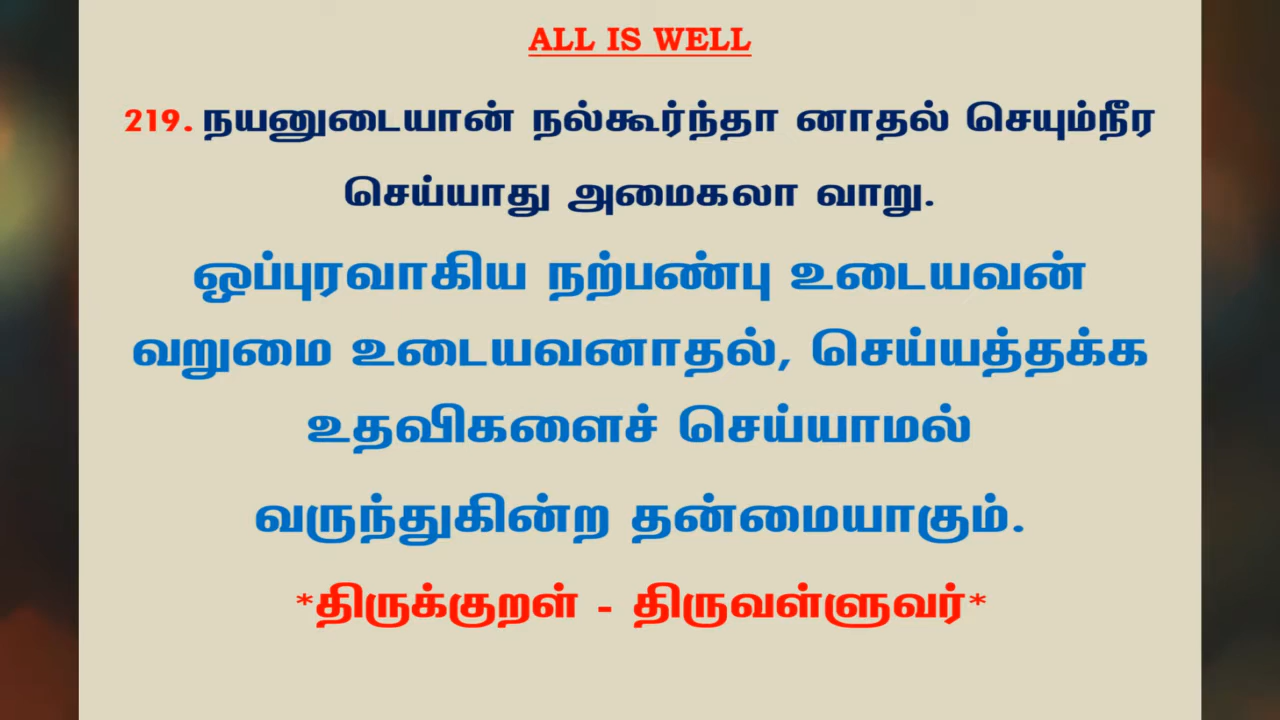 ALL IS WELL
219. நயனுடையான் நல்கூர்ந்தா னாதல் செயும்நீர
செய்யாது அமைகலா வாறு.
ஒப்புரவாகிய நற்பண்பு உடையவன்
வறுமை உடையவனாதல், செய்யத்தக்க
உதவிகளைச் செய்யாமல்
வருந்துகின்ற தன்மையாகும்.
*திருக்குறள் - திருவள்ளுவர்*